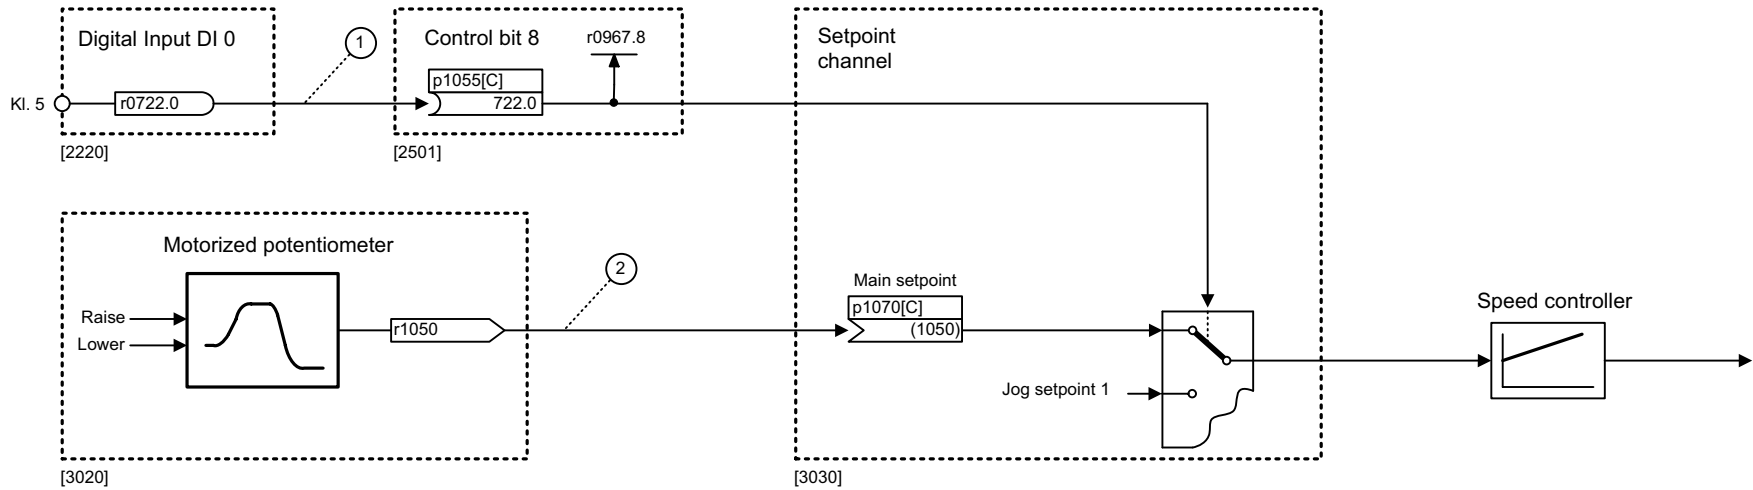 Digital Input DI 0
1
Control bit 8
r0967.8
Setpoint
channel
p1055[C]
Kl. 5
r0722.0
722.0
[2220]
[2501]
Motorized potentiometer
2
Main setpoint
p1070[C]
Speed controller
Raise
r1050
(1050)
Lower
Jog setpoint 1
[3020]
[3030]